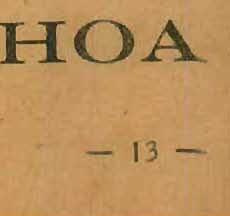 HOA
— 13 —